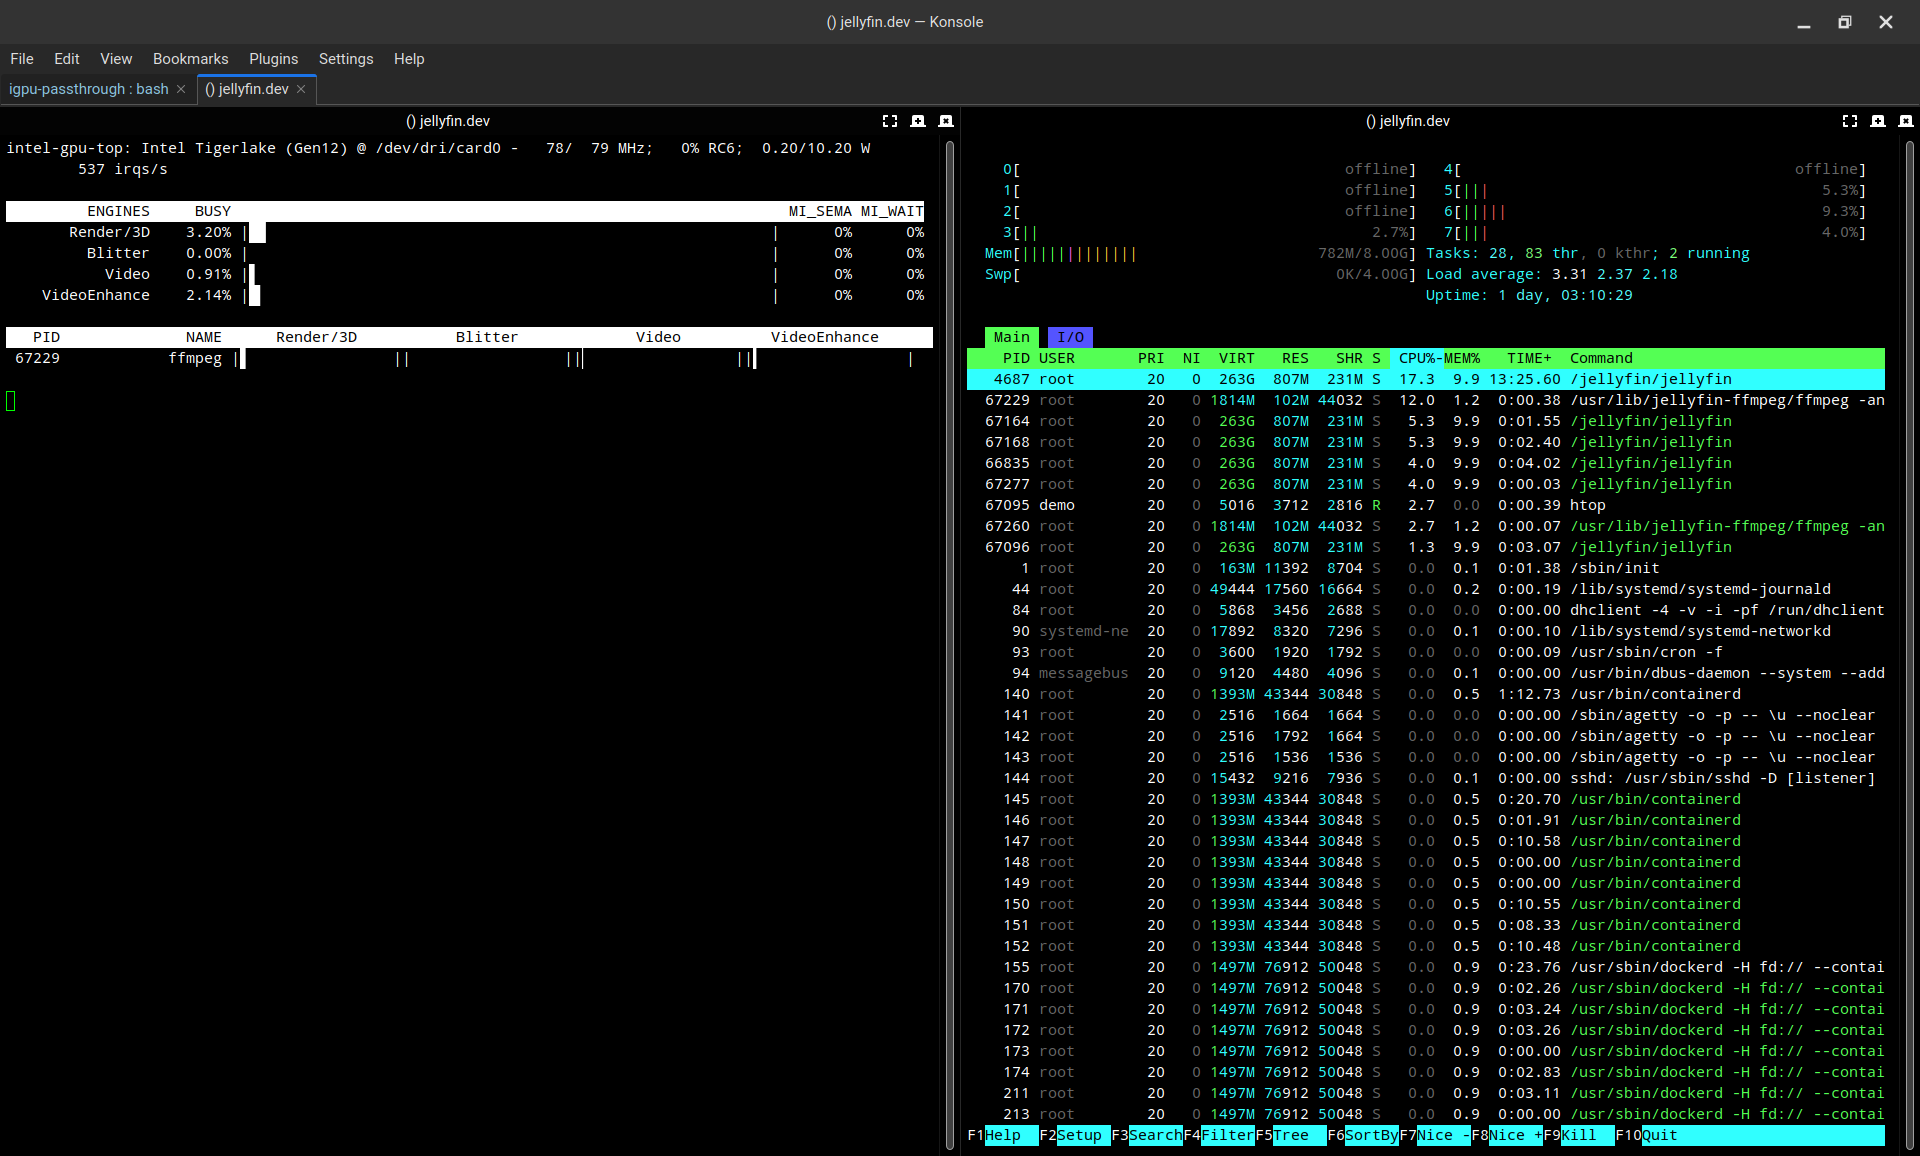 () jellyfin.dev — Konsole
File Edit View Bookmarks Plugins Settings Help
igpu-passthrough : bash () jellyfin.dev
() jellyfin.dev
intel-gpu-top: Intel Tigerlake (Gen12) @ /dev/dri/card0 - 78/ 79 MHz; 0% RC6; 0.20/10.20 W
537 irqs/s
ENGINES BUSY MI_SEMA MI_WAIT
Render/3D 3.20% | | 0% 0%
Blitter 0.00% | | 0% 0%
Video 0.91% | | 0% 0%
VideoEnhance 2.14% | | 0% 0%
PID NAME Render/3D Blitter Video VideoEnhance
67229 ffmpeg | || || || |
() jellyfin.dev
0[ offline] 4[ offline]
1[ offline] 5[||| 5.3%]
2[ offline] 6[||||| 9.3%]
3[|| 2.7%] 7[||| 4.0%]
Mem[||||||||||||| 782M/8.00G] Tasks: 28, 83 thr, 0 kthr; 2 running
Swp[ 0K/4.00G] Load average: 3.31 2.37 2.18
Uptime: 1 day, 03:10:29
Main I/O
PID USER PRI NI VIRT RES SHR S CPU%-MEM% TIME+ Command
4687 root 20 0 263G 807M 231M S 17.3 9.9 13:25.60 /jellyfin/jellyfin
67229 root 20 0 1814M 102M 44032 S 12.0 1.2 0:00.38 /usr/lib/jellyfin-ffmpeg/ffmpeg -an
67164 root 20 0 263G 807M 231M S 5.3 9.9 0:01.55 /jellyfin/jellyfin
67168 root 20 0 263G 807M 231M S 5.3 9.9 0:02.40 /jellyfin/jellyfin
66835 root 20 0 263G 807M 231M S 4.0 9.9 0:04.02 /jellyfin/jellyfin
67277 root 20 0 263G 807M 231M S 4.0 9.9 0:00.03 /jellyfin/jellyfin
67095 demo 20 0 5016 3712 2816 R 2.7 0.0 0:00.39 htop
67260 root 20 0 1814M 102M 44032 S 2.7 1.2 0:00.07 /usr/lib/jellyfin-ffmpeg/ffmpeg -an
67096 root 20 0 263G 807M 231M S 1.3 9.9 0:03.07 /jellyfin/jellyfin
1 root 20 0 163M 11392 8704 S 0.0 0.1 0:01.38 /sbin/init
44 root 20 0 49444 17560 16664 S 0.0 0.2 0:00.19 /lib/systemd/systemd-journald
84 root 20 0 5868 3456 2688 S 0.0 0.0 0:00.00 dhclient -4 -v -i -pf /run/dhclient
90 systemd-ne 20 0 17892 8320 7296 S 0.0 0.1 0:00.10 /lib/systemd/systemd-networkd
93 root 20 0 3600 1920 1792 S 0.0 0.0 0:00.09 /usr/sbin/cron -f
94 messagebus 20 0 9120 4480 4096 S 0.0 0.1 0:00.00 /usr/bin/dbus-daemon --system --add
140 root 20 0 1393M 43344 30848 S 0.0 0.5 1:12.73 /usr/bin/containerd
141 root 20 0 2516 1664 1664 S 0.0 0.0 0:00.00 /sbin/agetty -o -p -- \u --noclear
142 root 20 0 2516 1792 1664 S 0.0 0.0 0:00.00 /sbin/agetty -o -p -- \u --noclear
143 root 20 0 2516 1536 1536 S 0.0 0.0 0:00.00 /sbin/agetty -o -p -- \u --noclear
144 root 20 0 15432 9216 7936 S 0.0 0.1 0:00.00 sshd: /usr/sbin/sshd -D [listener]
145 root 20 0 1393M 43344 30848 S 0.0 0.5 0:20.70 /usr/bin/containerd
146 root 20 0 1393M 43344 30848 S 0.0 0.5 0:01.91 /usr/bin/containerd
147 root 20 0 1393M 43344 30848 S 0.0 0.5 0:10.58 /usr/bin/containerd
148 root 20 0 1393M 43344 30848 S 0.0 0.5 0:00.00 /usr/bin/containerd
149 root 20 0 1393M 43344 30848 S 0.0 0.5 0:00.00 /usr/bin/containerd
150 root 20 0 1393M 43344 30848 S 0.0 0.5 0:10.55 /usr/bin/containerd
151 root 20 0 1393M 43344 30848 S 0.0 0.5 0:08.33 /usr/bin/containerd
152 root 20 0 1393M 43344 30848 S 0.0 0.5 0:10.48 /usr/bin/containerd
155 root 20 0 1497M 76912 50048 S 0.0 0.9 0:23.76 /usr/sbin/dockerd -H fd:// --contai
170 root 20 0 1497M 76912 50048 S 0.0 0.9 0:02.26 /usr/sbin/dockerd -H fd:// --contai
171 root 20 0 1497M 76912 50048 S 0.0 0.9 0:03.24 /usr/sbin/dockerd -H fd:// --contai
172 root 20 0 1497M 76912 50048 S 0.0 0.9 0:03.26 /usr/sbin/dockerd -H fd:// --contai
173 root 20 0 1497M 76912 50048 S 0.0 0.9 0:00.00 /usr/sbin/dockerd -H fd:// --contai
174 root 20 0 1497M 76912 50048 S 0.0 0.9 0:02.83 /usr/sbin/dockerd -H fd:// --contai
211 root 20 0 1497M 76912 50048 S 0.0 0.9 0:03.11 /usr/sbin/dockerd -H fd:// --contai
213 root 20 0 1497M 76912 50048 S 0.0 0.9 0:00.00 /usr/sbin/dockerd -H fd:// --contai
F1Help F2Setup F3SearchF4FilterF5Tree F6SortByF7Nice -F8Nice +F9Kill F10Quit